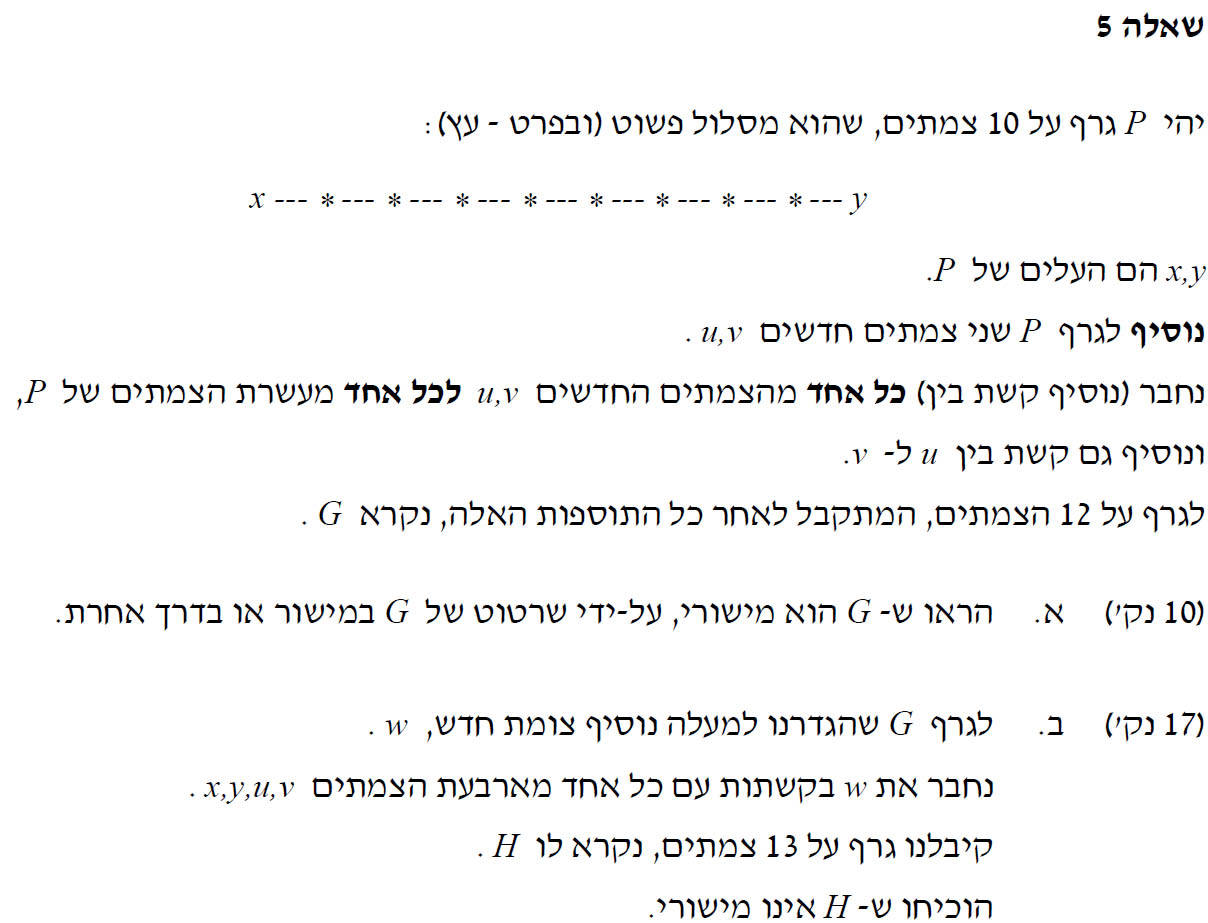 שאלה 5
יהי P גרף על 10 צמתים, שהוא מסלול פשוט (ובפרט - עץ):
x --- * --- * --- * --- * --- * --- * --- * --- * --- y
x,y הם העלים של P.
נוסיף לגרף P שני צמתים חדשים u,v .
נחבר (נוסיף קשת בין) כל אחד מהצמתים החדשים u,v לכל אחד מעשרת הצמתים של P,
ונוסיף גם קשת בין u ל- v.
לגרף על 12 הצמתים, המתקבל לאחר כל התוספות האלה, נקרא G .
(10 נק') א. הראו ש- G הוא מישורי, על-ידי שרטוט של G במישור או בדרך אחרת.
(17 נק') ב. לגרף G שהגדרנו למעלה נוסיף צומת חדש, w .
נחבר את w בקשתות עם כל אחד מארבעת הצמתים x,y,u,v .
קיבלנו גרף על 13 צמתים, נקרא לו H .
הוכיחו ש- H אינו מישורי.